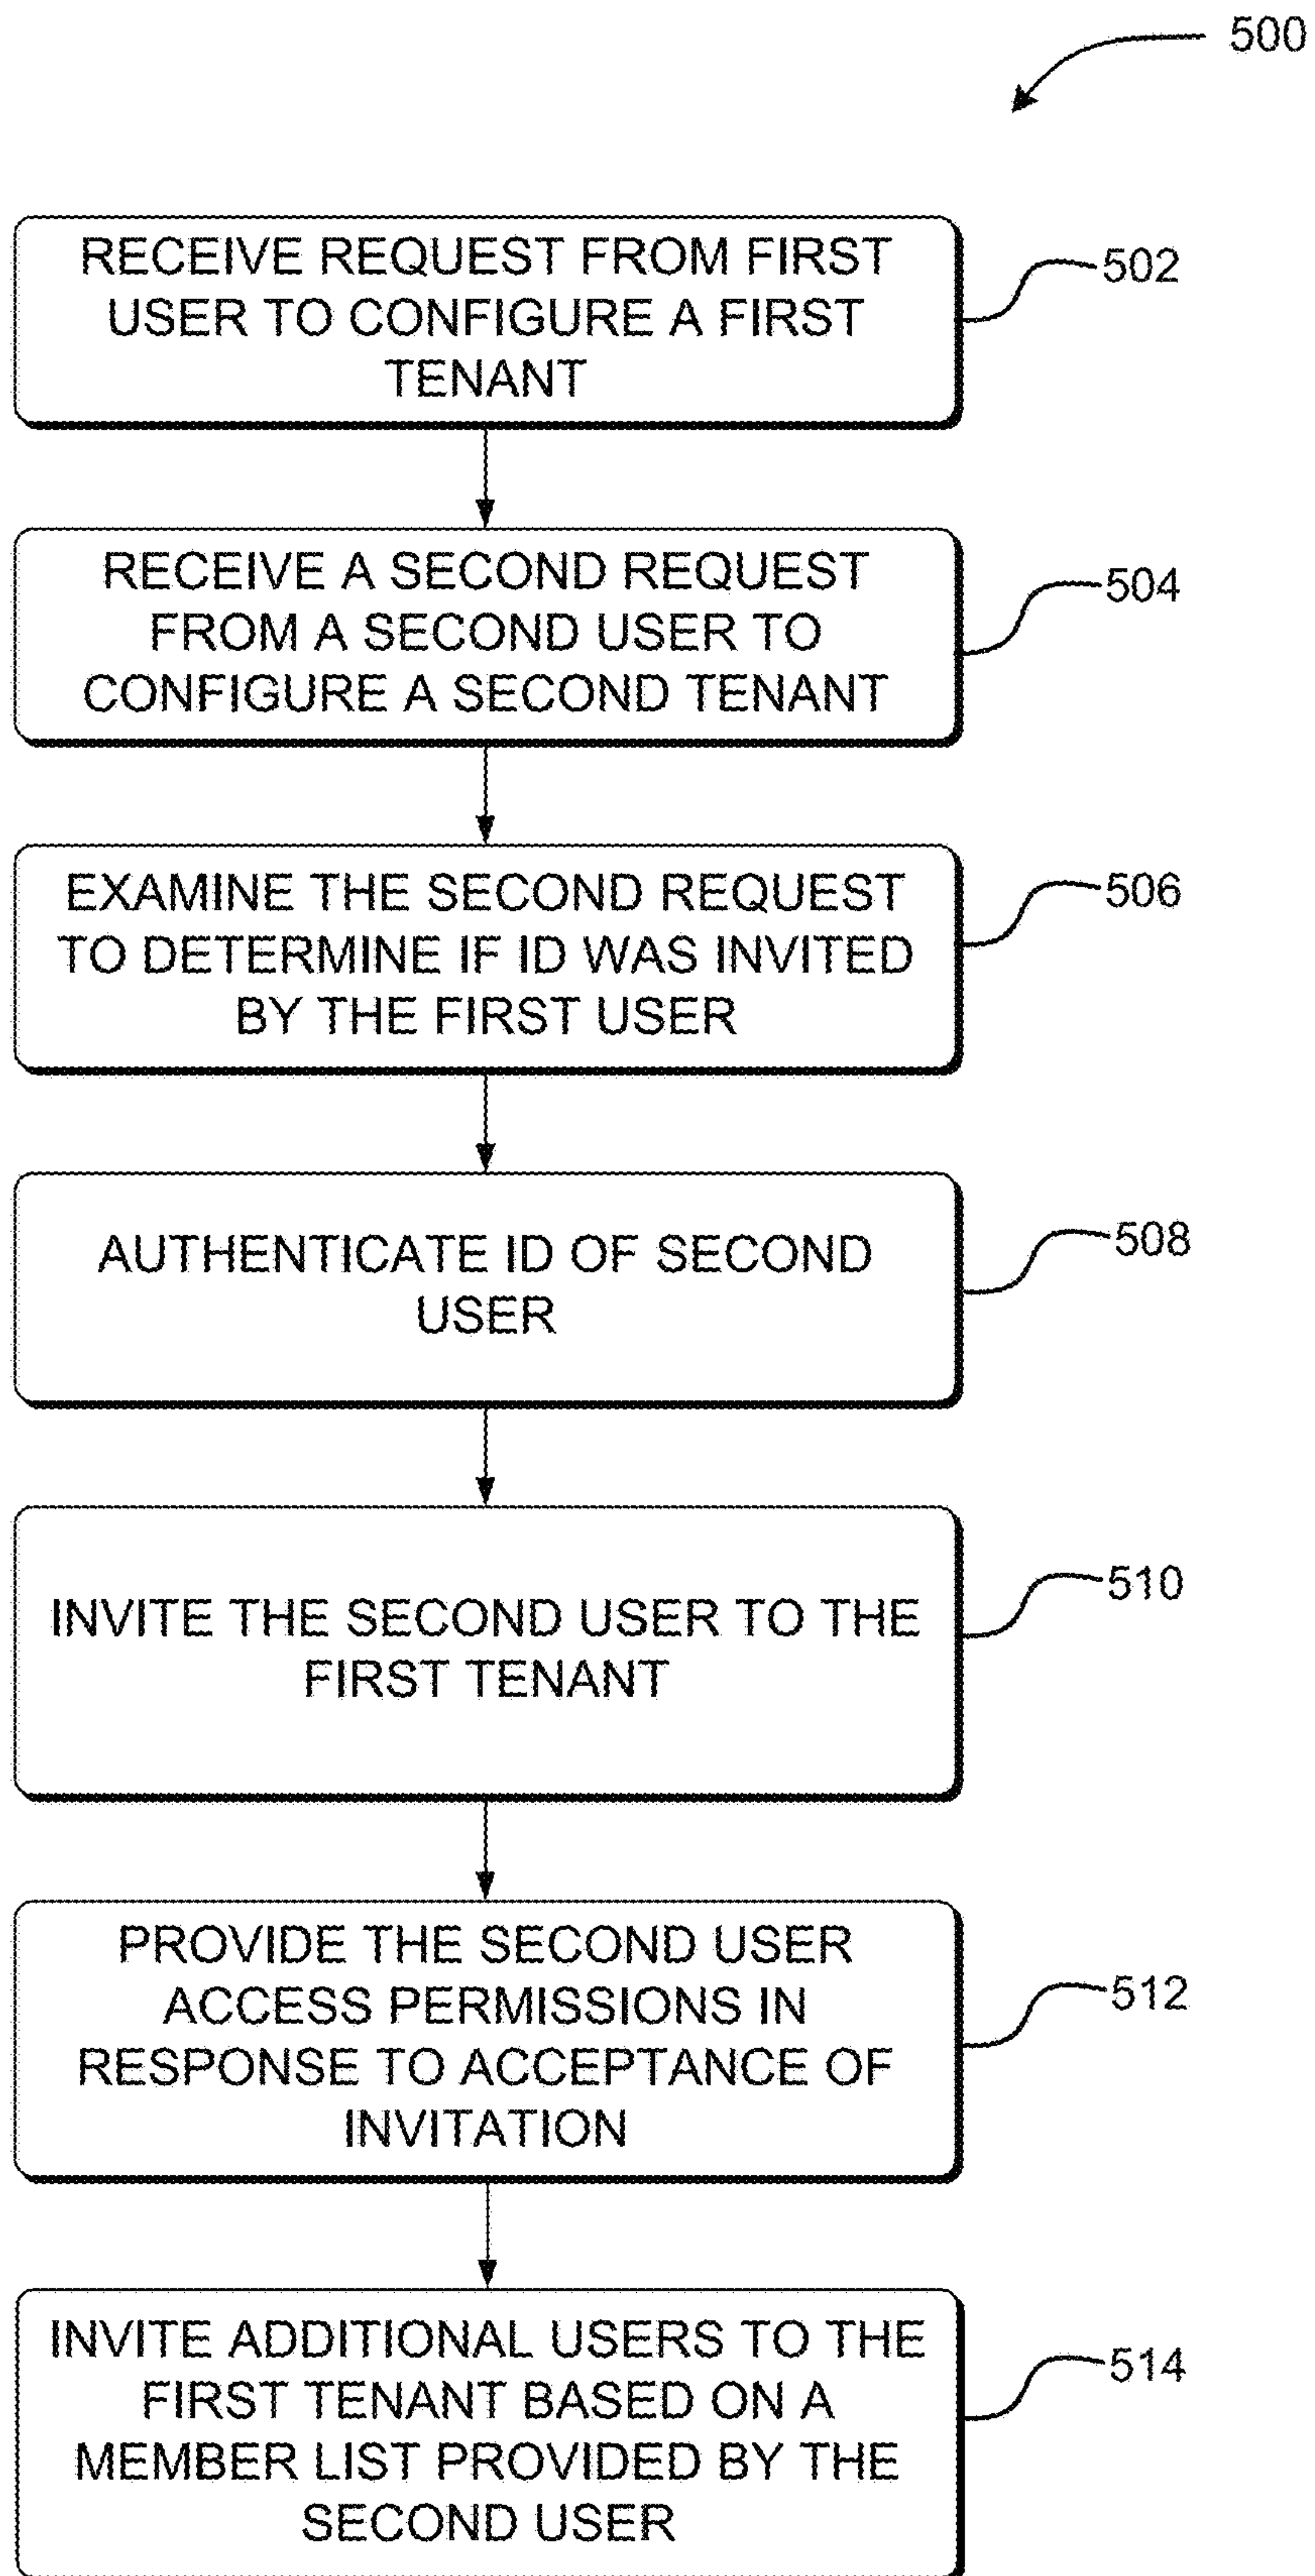 500
RECEIVE REQUEST FROM FIRST
USER TO CONFIGURE A FIRST
TENANT
502
RECEIVE A SECOND REQUEST
FROM A SECOND USER TO
CONFIGURE A SECOND TENANT
504
EXAMINE THE SECOND REQUEST
TO DETERMINE IF ID WAS INVITED
BY THE FIRST USER
506
AUTHENTICATE ID OF SECOND
USER
508
INVITE THE SECOND USER TO THE
FIRST TENANT
510
PROVIDE THE SECOND USER
ACCESS PERMISSIONS IN
RESPONSE TO ACCEPTANCE OF
INVITATION
512
INVITE ADDITIONAL USERS TO THE
FIRST TENANT BASED ON A
MEMBER LIST PROVIDED BY THE
SECOND USER
514